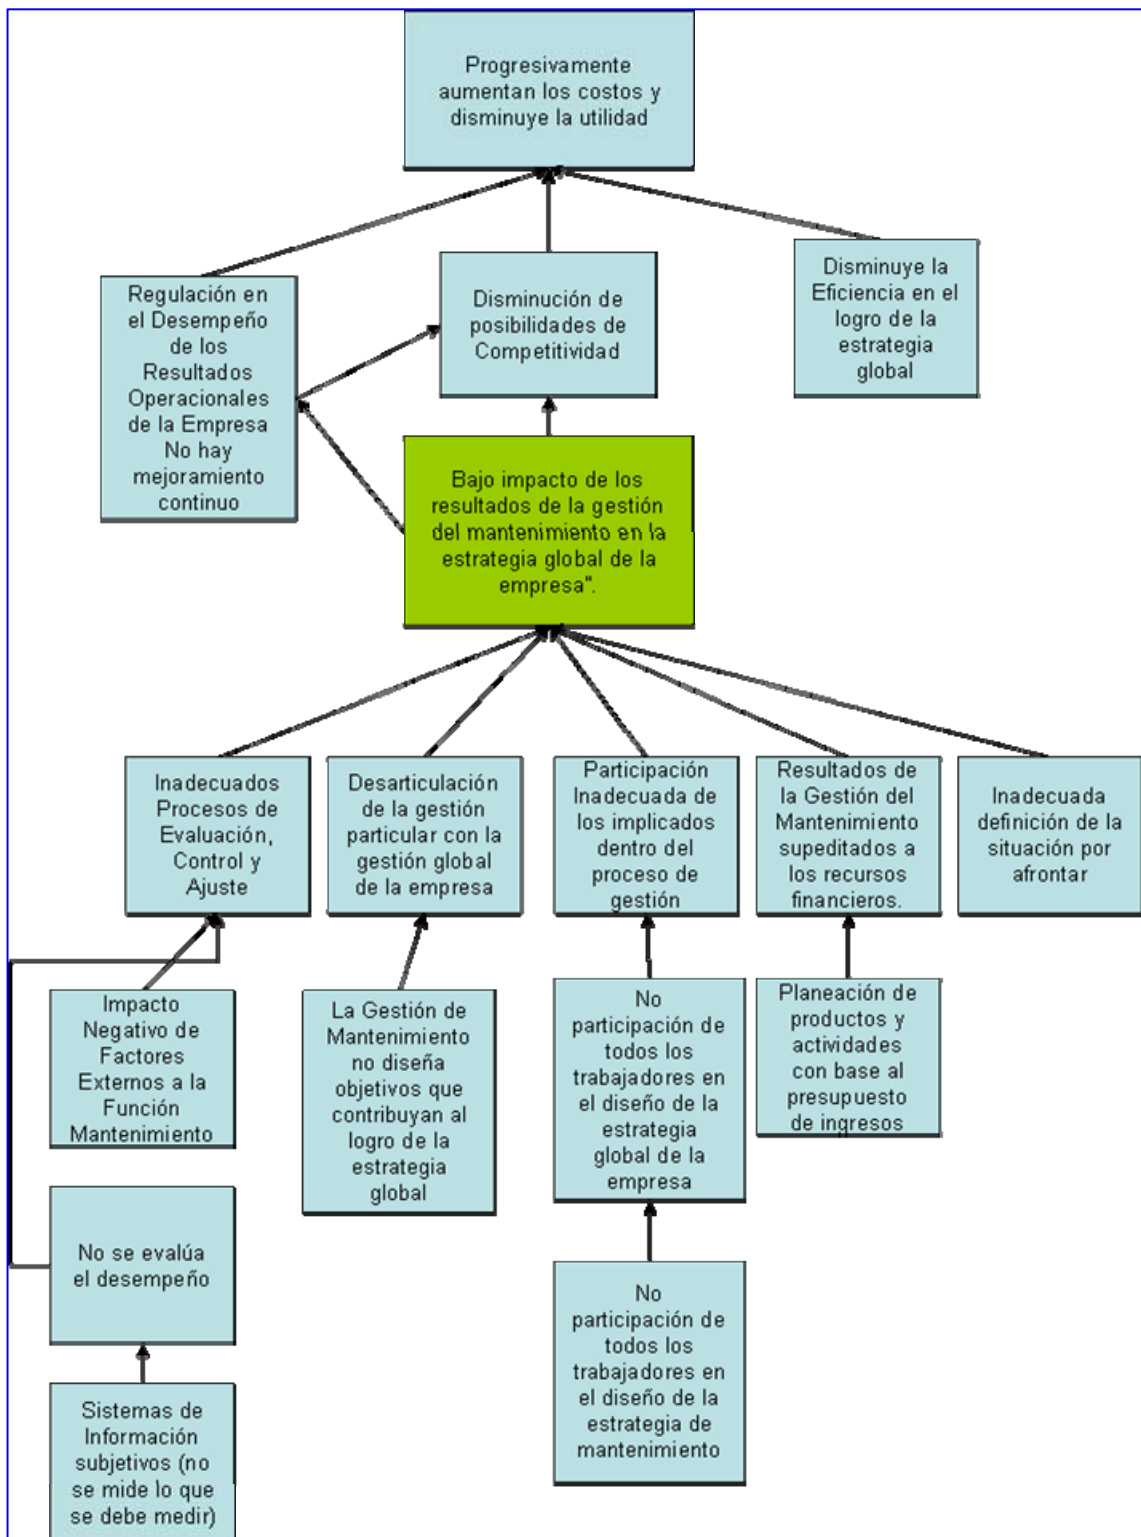 Progresivamente
aumentan los costos y
disminuye la utilidad
Regulación en
el Desempeño
de los
Resultados
Operacionales
de la Empresa
No hay
mejoramiento
continuo
Disminución de
posibilidades de
Competitividad
Disminuye la
Eficiencia en el
logro de la
estrategia
global
Bajo impacto de los
resultados de la gestión
del mantenimiento en la
estrategia global de la
empresa".
Inadecuados
Procesos de
Evaluación,
Control y
Ajuste
Desarticulación
de la gestión
particular con la
gestión global
de la empresa
Participación
Inadecuada de
los implicados
dentro del
proceso de
gestión
Resultados de
la Gestión del
Mantenimiento
supeditados a
los recursos
financieros.
Inadecuada
definición de la
situación por
afrontar
Impacto
Negativo de
Factores
Externos a la
Función
Mantenimiento
La Gestión de
Mantenimiento
no diseña
objetivos que
contribuyan al
logro de la
estrategia
global
No
participación de
todos los
trabajadores en
el diseño de la
estrategia
global de la
empresa
Planeación de
productos y
actividades
con base al
presupuesto
de ingresos
No se evalúa
el desempeño
No
participación de
todos los
trabajadores en
el diseño de la
estrategia de
mantenimiento
Sistemas de
Información
subjetivos (no
se mide lo que
se debe medir)